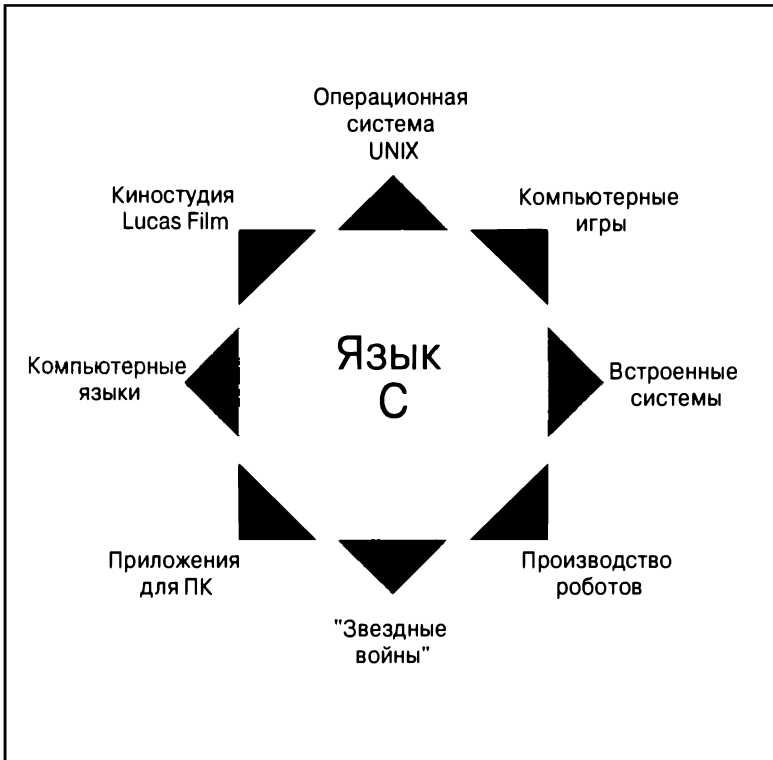 Операционная
система
UNIX
Киностудия
Lucas Film
Компьютерные
игры
Язык
С
Компьютерные
языки
Встроенные
системы
Приложения
для ПК
Производство
роботов
"Звездные
войны"